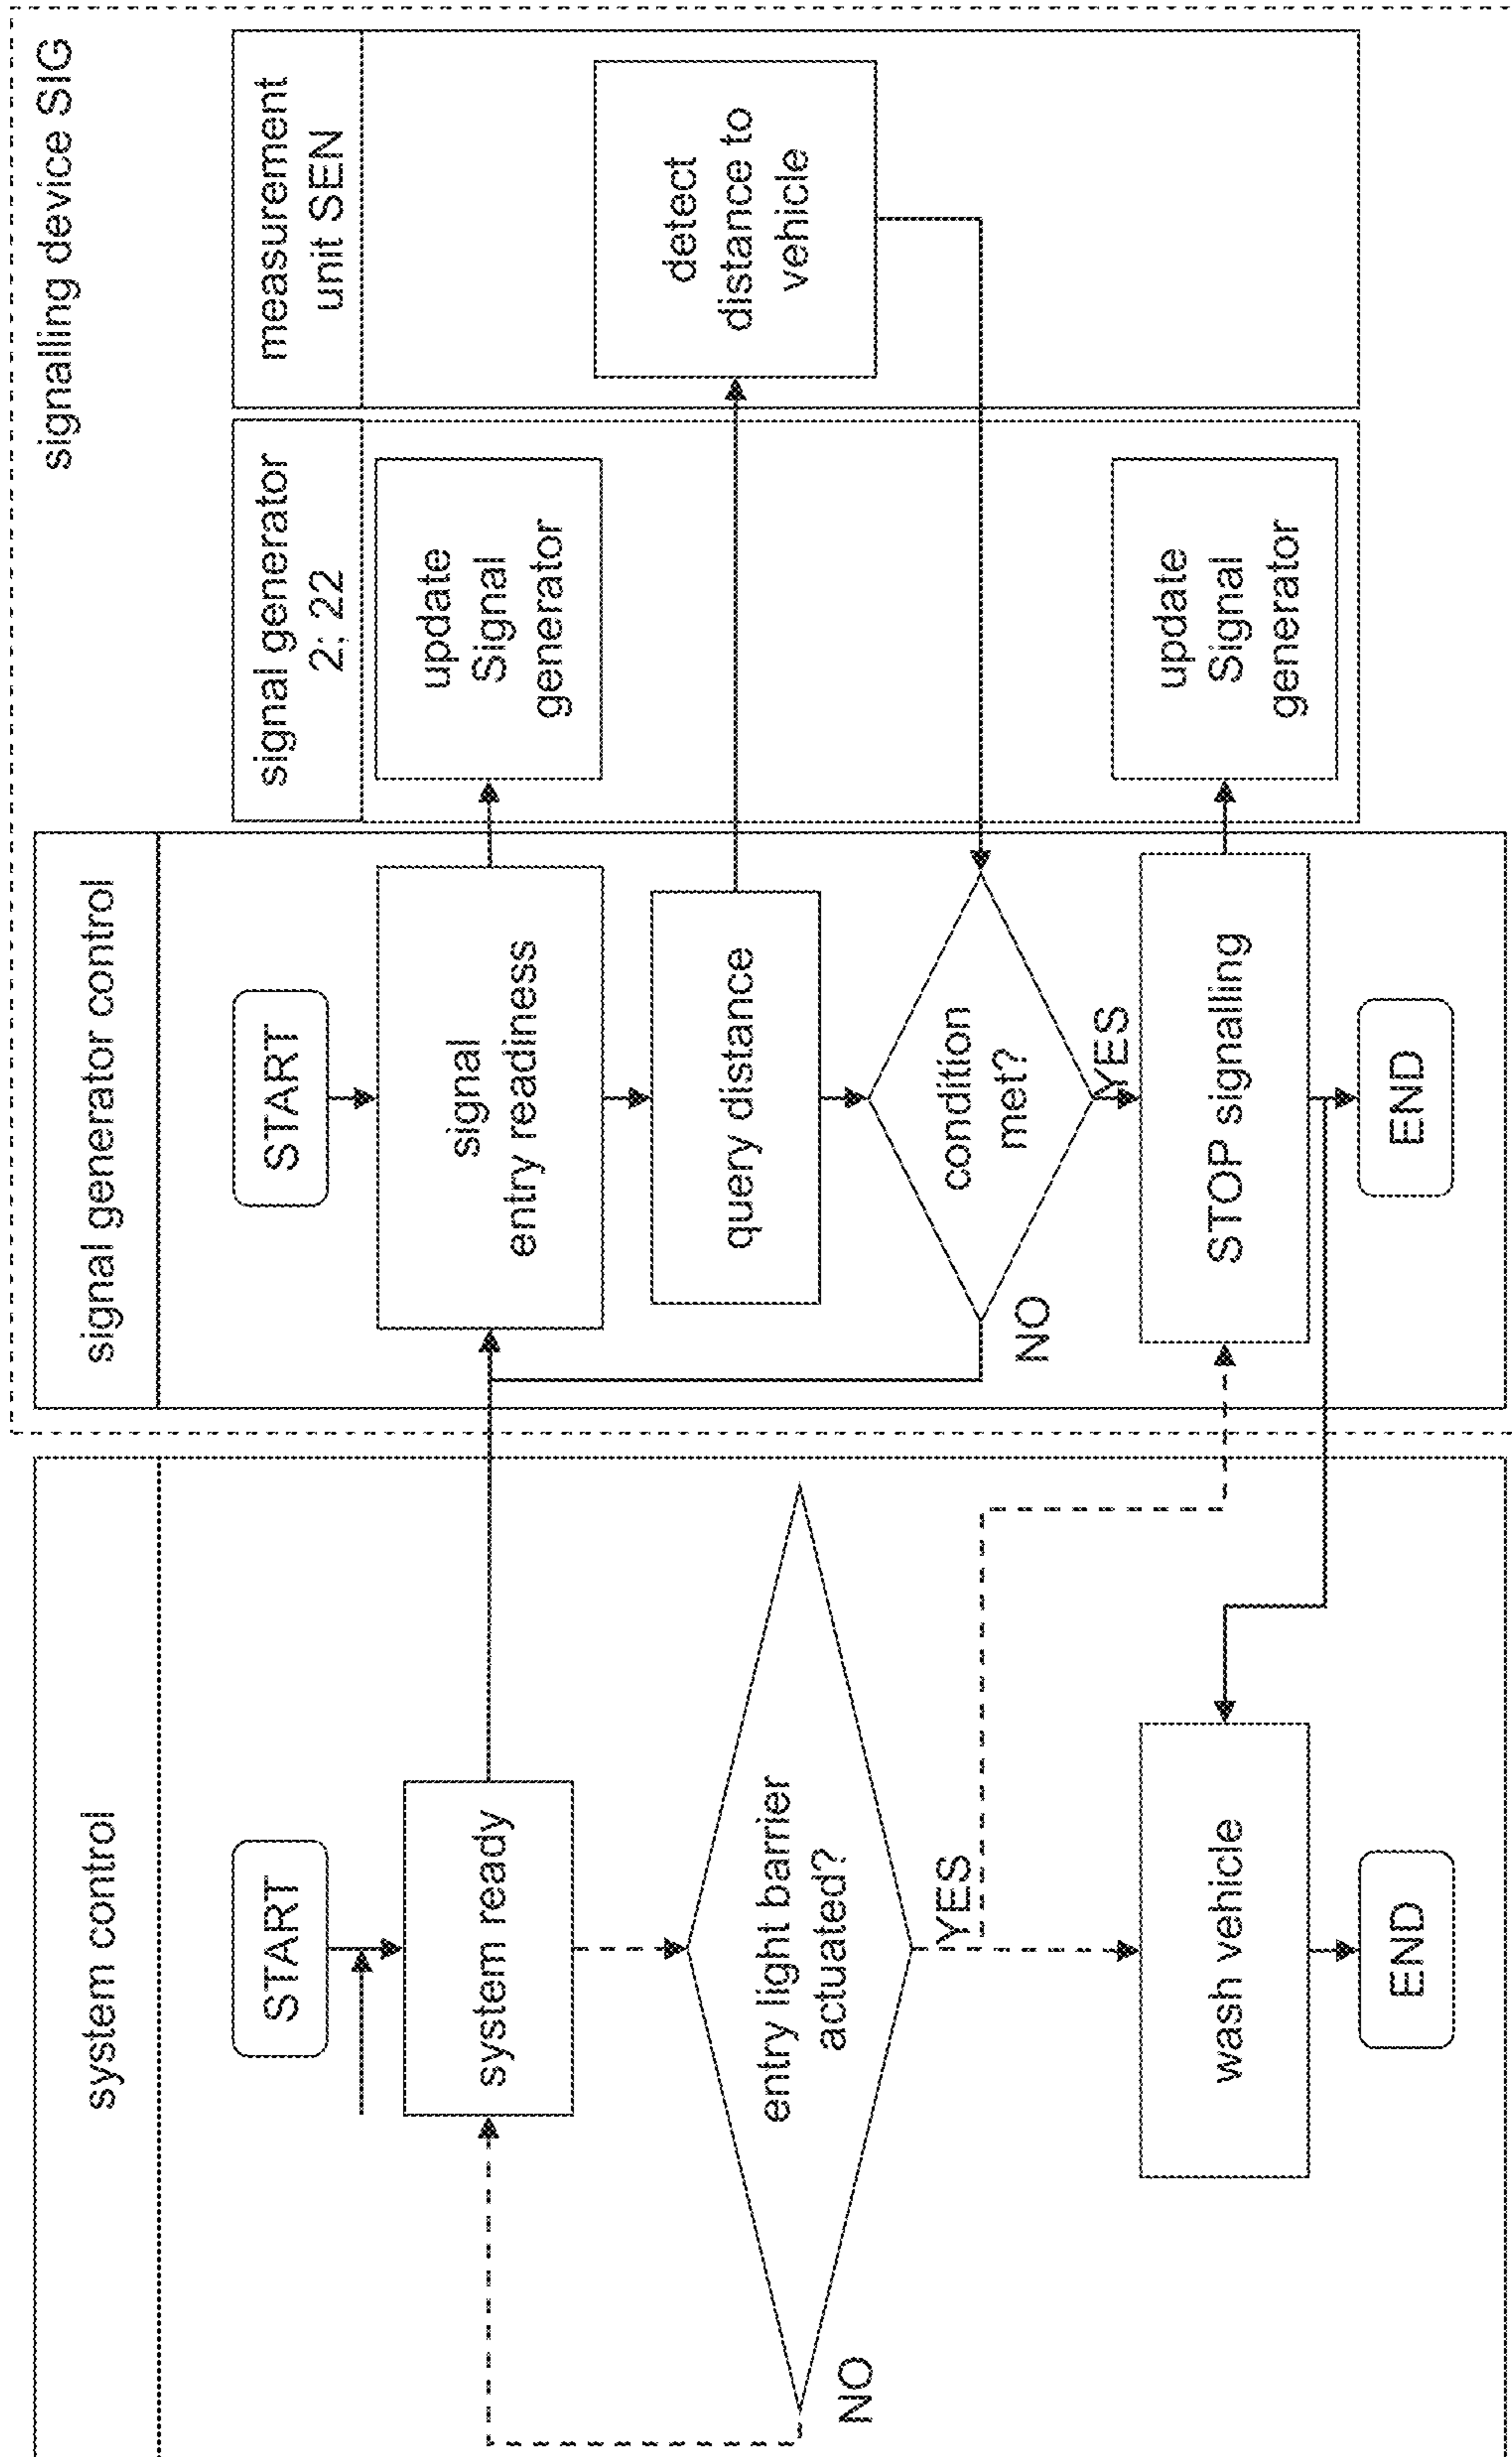 signalling device SIG
system control
START
system ready
entry light barrier
actuated?
NO
YES
wash vehicle
END
signal generator control
START
signal
entry readiness
query distance
condition
met?
NO
YES
STOP signalling
END
signal generator
2; 22
update
Signal
generator
update
Signal
generator
measurement
unit SEN
detect
distance to
vehicle